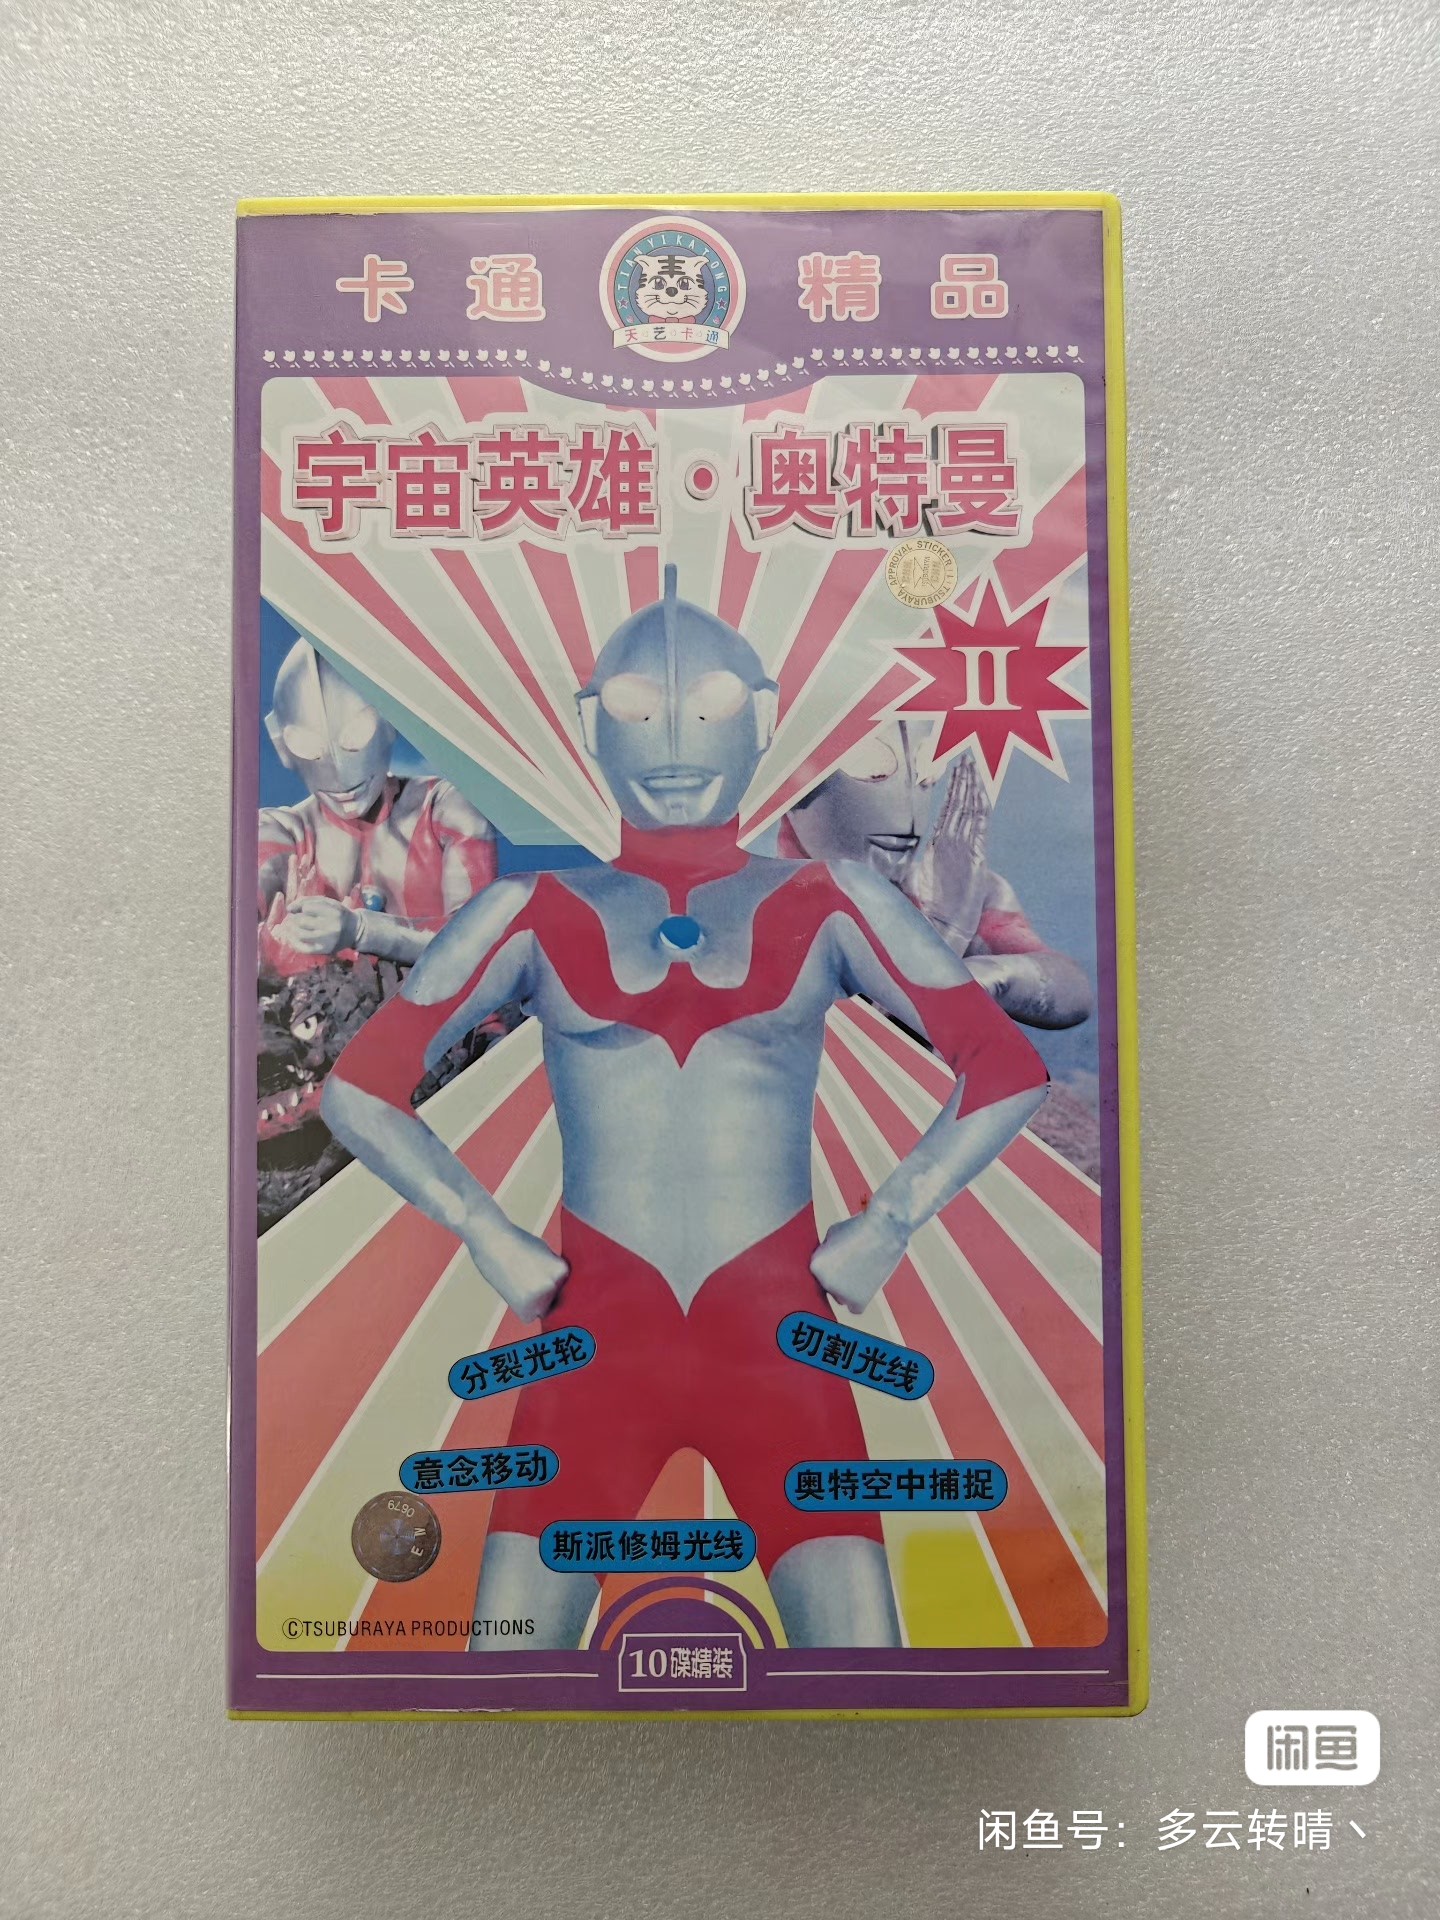 卡通 精品
TIANYIKATONG
天艺卡通
宇宙英雄·奥特曼
APPROVAL STICKER
TSUBURAYA
II
分裂光轮
切割光线
意念移动
奥特空中捕捉
0679
斯派修姆光线
ⒸTSUBURAYA PRODUCTIONS
10碟精装
闲鱼
闲鱼号：多云转晴丶